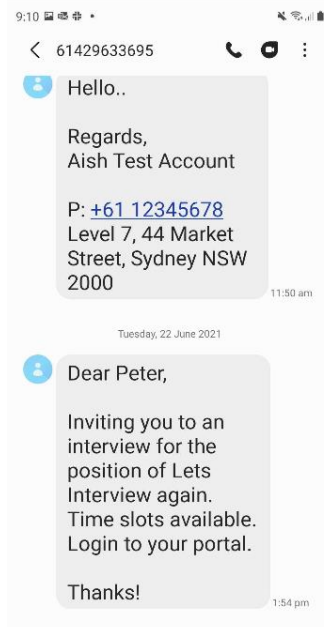 9:10
61429633695
Hello..
Regards,
Aish Test Account
P: +61 12345678
Level 7, 44 Market
Street, Sydney NSW
2000
11:50 am
Tuesday, 22 June 2021
Dear Peter,
Inviting you to an
interview for the
position of Lets
Interview again.
Time slots available.
Login to your portal.
Thanks!
1:54 pm